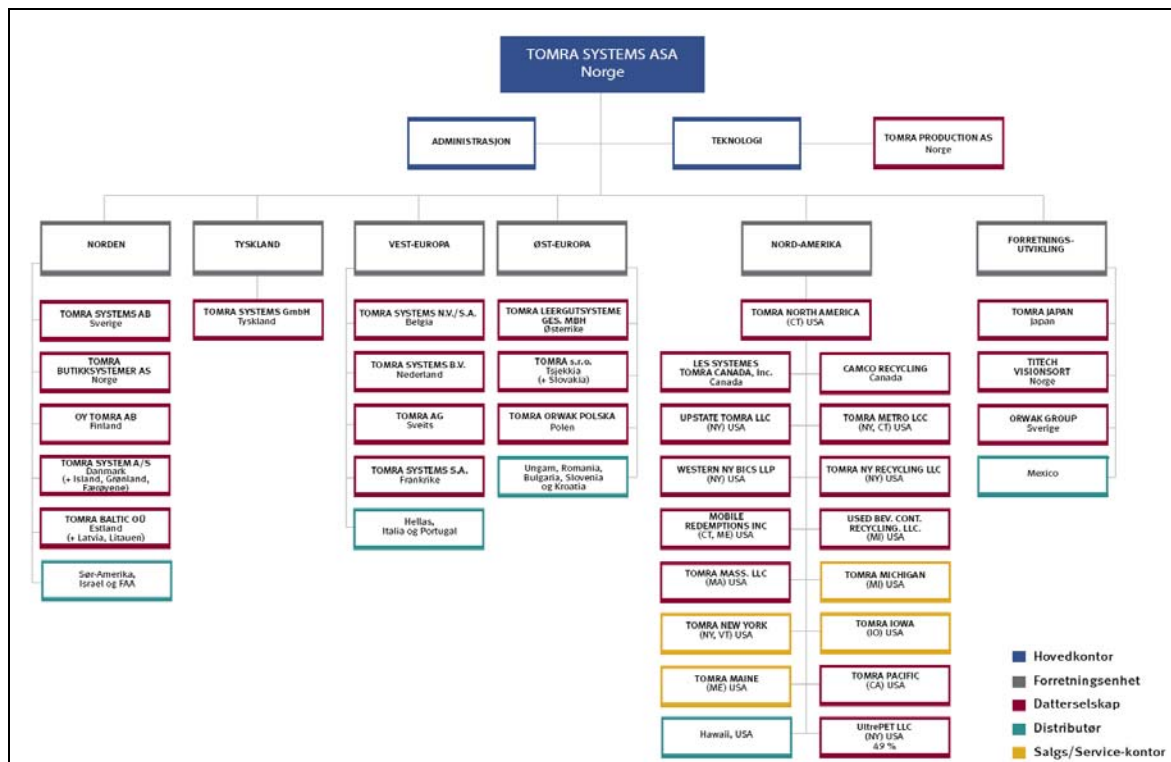 TOMRA SYSTEMS ASA
Norge
ADMINISTRASJON
TEKNOLOGI
TOMRA PRODUCTION AS
Norge
NORDEN
TYSKLAND
VEST-EUROPA
ØST-EUROPA
NORD-AMERIKA
FORRETNINGS-
UTVIKLING
TOMRA SYSTEMS AB
Sverige
TOMRA
BUTIKKSYSTEMER AS
Norge
OY TOMRA AB
Finland
TOMRA SYSTEM A/S
Danmark
(+ Island, Grønland,
Færøyene)
TOMRA BALTIC OÜ
Estland
(+ Latvia, Litauen)
Sør-Amerika,
Israel og FAA
TOMRA SYSTEMS GmbH
Tyskland
TOMRA SYSTEMS N.V./S.A.
Belgia
TOMRA SYSTEMS B.V.
Nederland
TOMRA AG
Sveits
TOMRA SYSTEMS S.A.
Frankrike
Hellas,
Italia og Portugal
TOMRA LEERGUTSYSTEME
GES. MBH
Østerrike
TOMRA s.r.o.
Tsjekkia
(+ Slovakia)
TOMRA ORWAK POLSKA
Polen
Ungarn, Romania,
Bulgaria, Slovenia
og Kroatia
TOMRA NORTH AMERICA
(CT) USA
LES SYSTEMES
TOMRA CANADA, Inc.
Canada
CAMCO RECYCLING
Canada
UPSTATE TOMRA LLC
(NY) USA
TOMRA METRO LCC
(NY, CT) USA
WESTERN NY BICS LLP
(NY) USA
TOMRA NY RECYCLING LLC
(NY) USA
MOBILE
REDEMPTIONS INC
(CT, ME) USA
USED BEV. CONT.
RECYCLING. LLC.
(MI) USA
TOMRA MASS. LLC
(MA) USA
TOMRA MICHIGAN
(MI) USA
TOMRA NEW YORK
(NY, VT) USA
TOMRA IOWA
(IO) USA
TOMRA MAINE
(ME) USA
TOMRA PACIFIC
(CA) USA
Hawaii, USA
UltrePET LLC
(NY) USA
49 %
TOMRA JAPAN
Japan
TITECH
VISIONSORT
Norge
ORWAK GROUP
Sverige
Mexico
Hovedkontor
Forretningsenhet
Datterselskap
Distributør
Salgs/Service-kontor